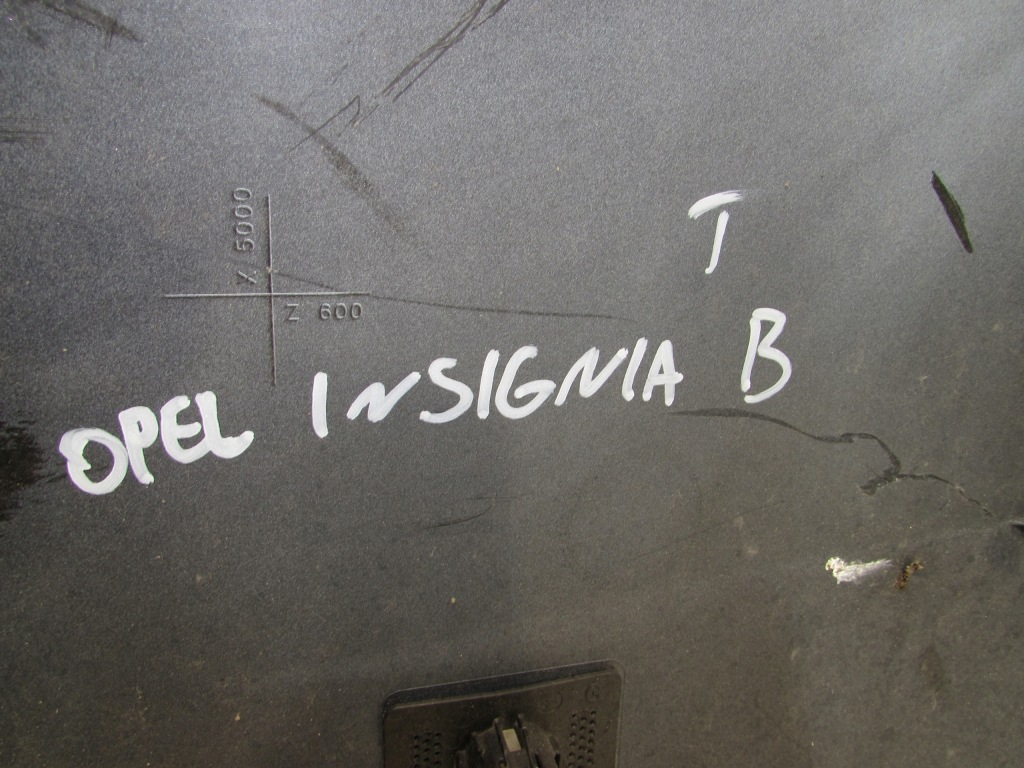 X 5000
Z 600
T
OPEL INSIGNIA B